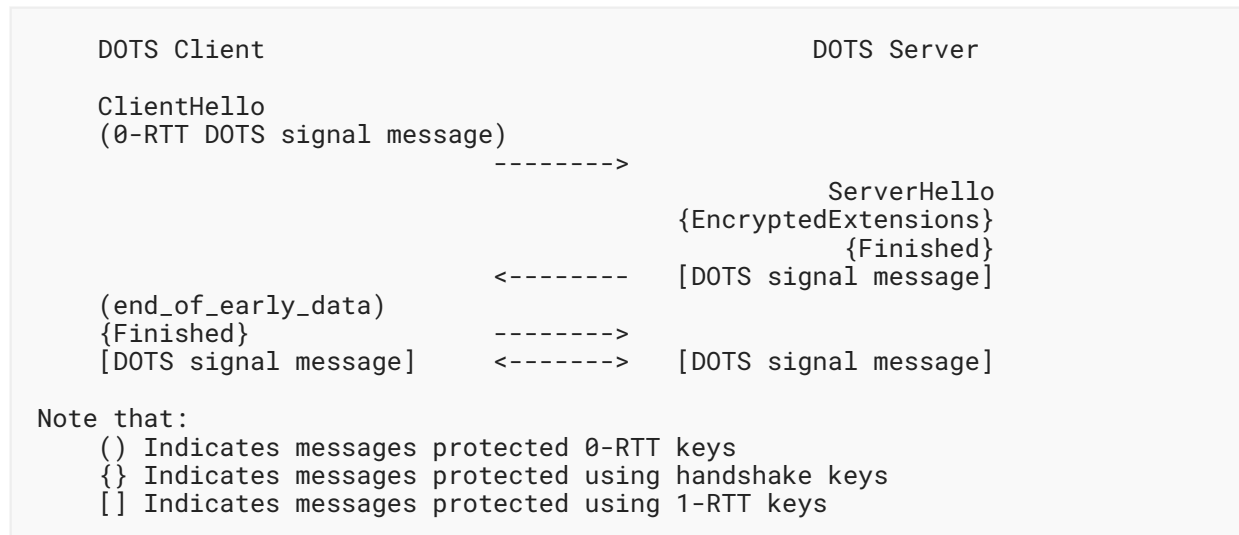 DOTS Client                                    DOTS Server
ClientHello
(0-RTT DOTS signal message)
-------->
ServerHello
{EncryptedExtensions}
{Finished}
<--------   [DOTS signal message]
(end_of_early_data)
{Finished}                -------->
[DOTS signal message]     <------->   [DOTS signal message]
Note that:
() Indicates messages protected 0-RTT keys
{} Indicates messages protected using handshake keys
[] Indicates messages protected using 1-RTT keys